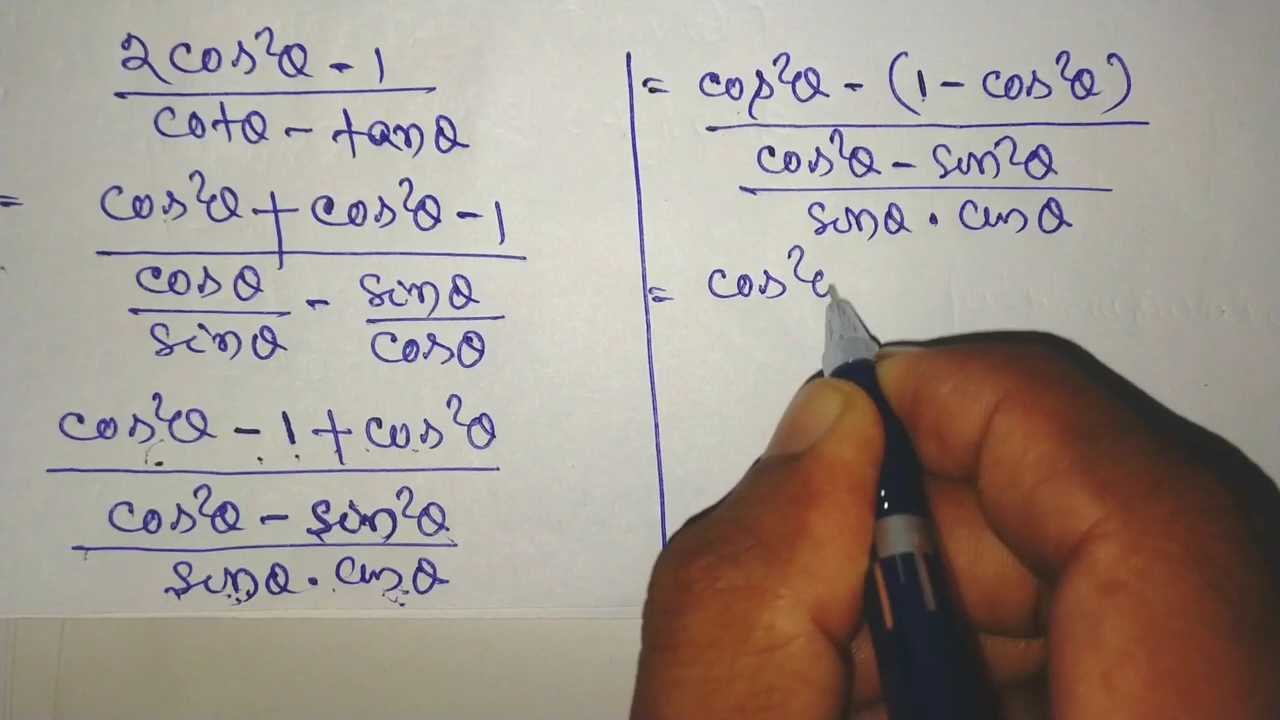 2cos²θ - 1
cotθ - tanθ
= cos²θ + cos²θ - 1
cosθ - sinθ
sinθ cosθ
cos²θ - 1 + cos²θ
cos²θ - sin²θ
sinθ . cosθ
= cos²θ - (1 - cos²θ)
cos²θ - sin²θ
sinθ . cosθ
= cos²θ